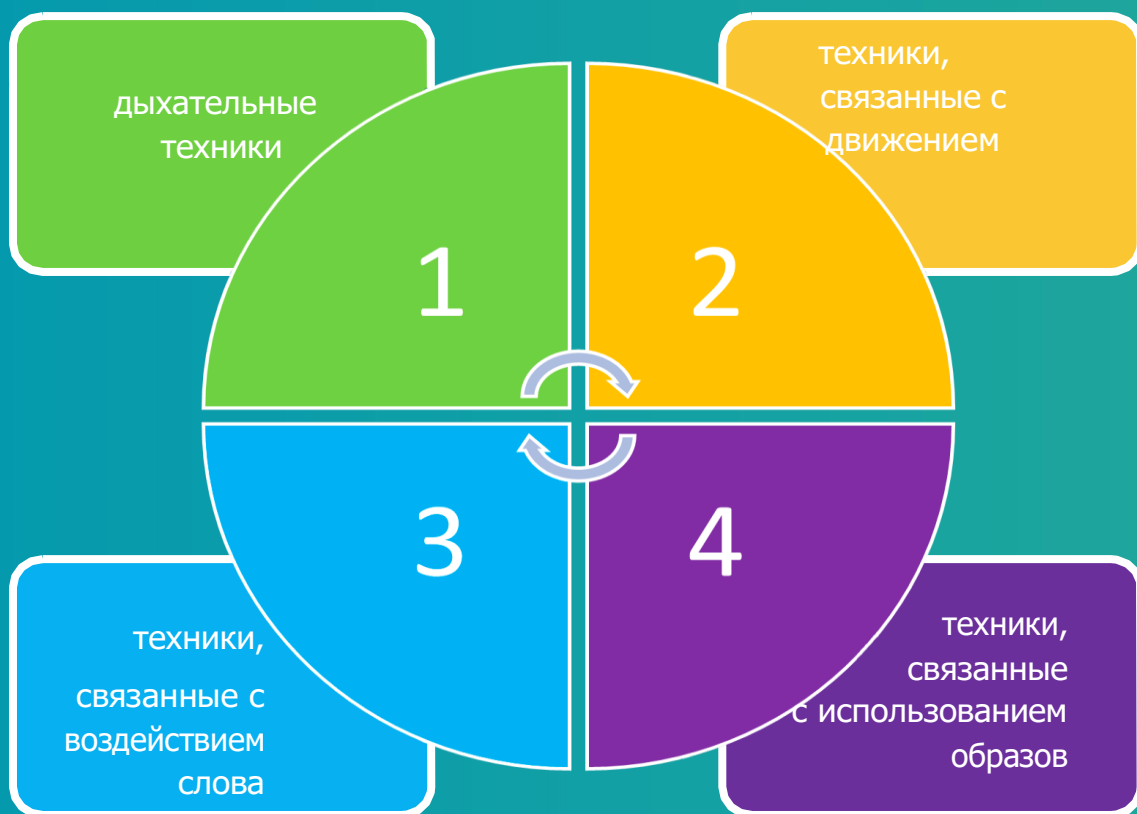 дыхательные
техники
1
техники,
связанные с
движением
2
3
техники,
связанные с
воздействием
слова
4
техники,
связанные
с использованием
образов